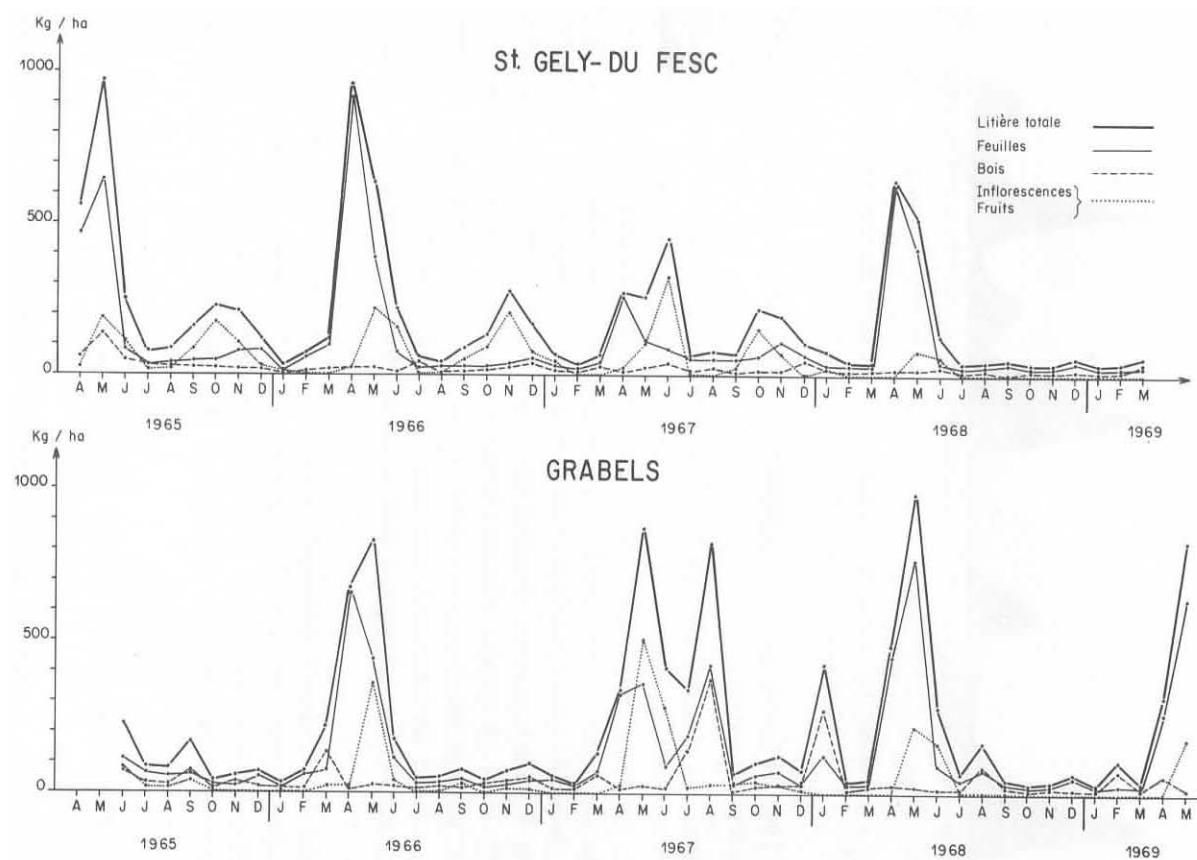 Kg / ha
St. GELY-DU FESC
1000
500
0
Litière totale
Feuilles
Bois
Inflorescences
Fruits
A M J J A S O N D J F M A M J J A S O N D J F M A M J J A S O N D J F M A M J J A S O N D J F M
1965 1966 1967 1968 1969
Kg / ha
GRABELS
1000
500
0
A M J J A S O N D J F M A M J J A S O N D J F M A M J J A S O N D J F M A M J J A S O N D J F M A M
1965 1966 1967 1968 1969